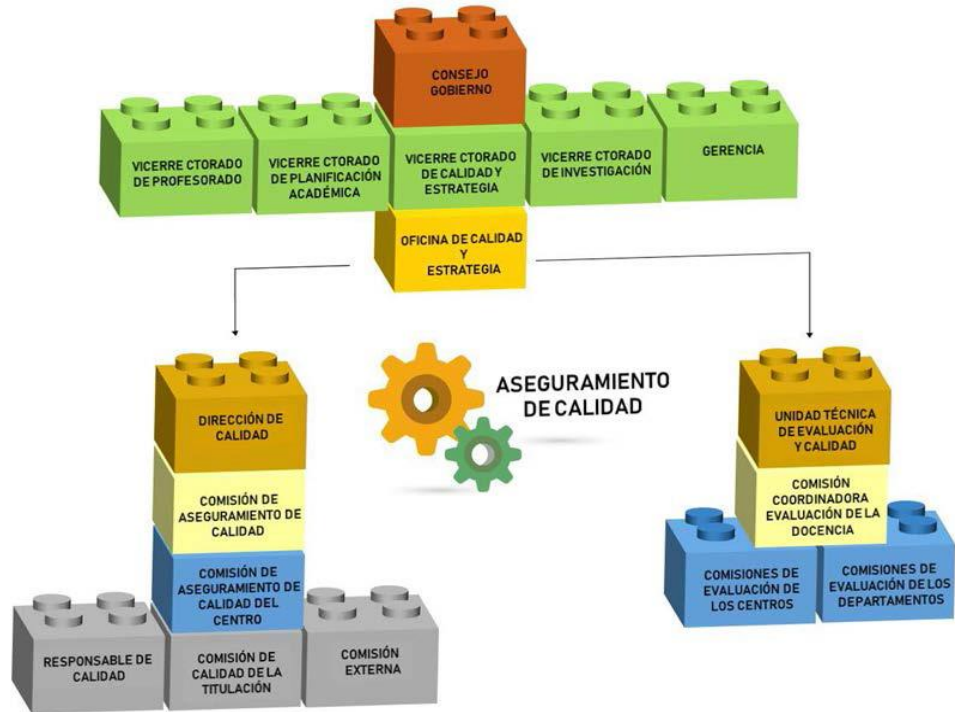 CONSEJO
GOBIERNO
VICERRE CTORADO
DE PROFESORADO
VICERRE CTORADO
DE PLANIFICACIÓN
ACADÉMICA
VICERRE CTORADO
DE CALIDAD Y
ESTRATEGIA
VICERRE CTORADO
DE INVESTIGACIÓN
GERENCIA
OFICINA DE CALIDAD
Y
ESTRATEGIA
ASEGURAMIENTO
DE CALIDAD
DIRECCIÓN DE
CALIDAD
COMISIÓN DE
ASEGURAMIENTO DE
CALIDAD
COMISIÓN DE
ASEGURAMIENTO DE
CALIDAD DEL
CENTRO
RESPONSABLE DE
CALIDAD
COMISIÓN DE
CALIDAD DE LA
TITULACIÓN
COMISIÓN
EXTERNA
UNIDAD TÉCNICA
DE EVALUACIÓN
Y CALIDAD
COMISIÓN
COORDINADORA
EVALUACIÓN DE LA
DOCENCIA
COMISIONES DE
EVALUACIÓN DE
LOS CENTROS
COMISIONES DE
EVALUACIÓN DE LOS
DEPARTAMENTOS